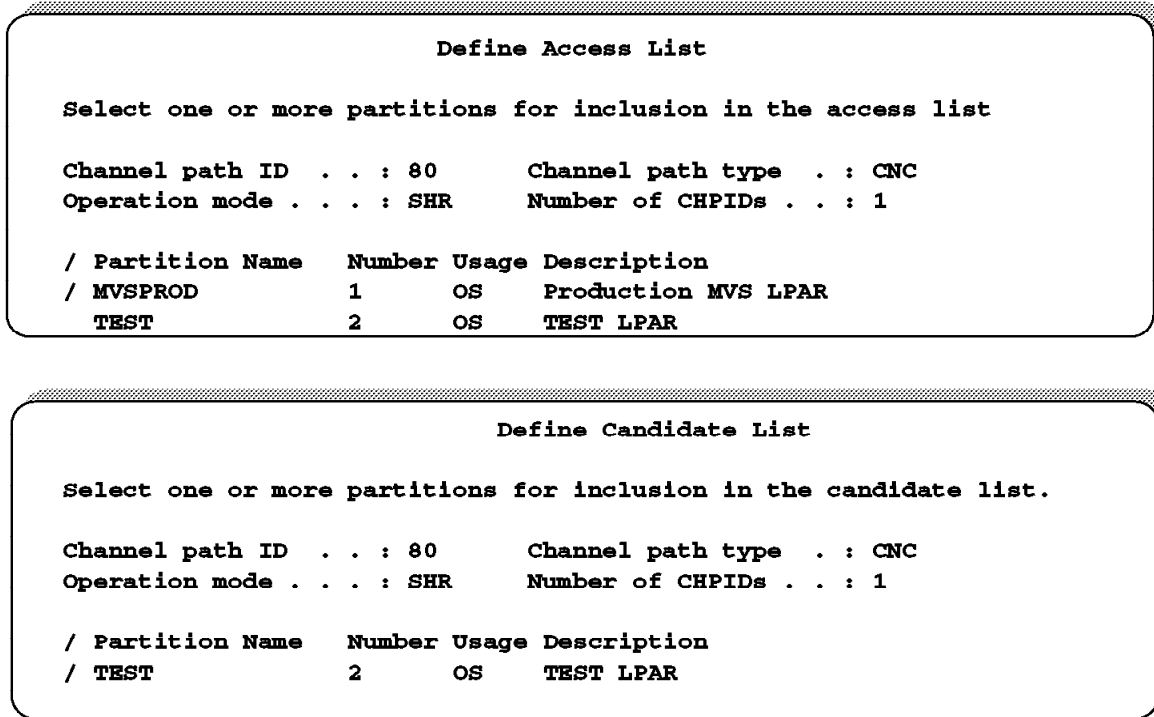 Define Access List
Select one or more partitions for inclusion in the access list
Channel path ID . . : 80 Channel path type . : CNC
Operation mode . . . : SHR Number of CHPIDs . . : 1
/ Partition Name Number Usage Description
/ MVSPROD 1 OS Production MVS LPAR
TEST 2 OS TEST LPAR
Define Candidate List
Select one or more partitions for inclusion in the candidate list.
Channel path ID . . : 80 Channel path type . : CNC
Operation mode . . . : SHR Number of CHPIDs . . : 1
/ Partition Name Number Usage Description
/ TEST 2 OS TEST LPAR